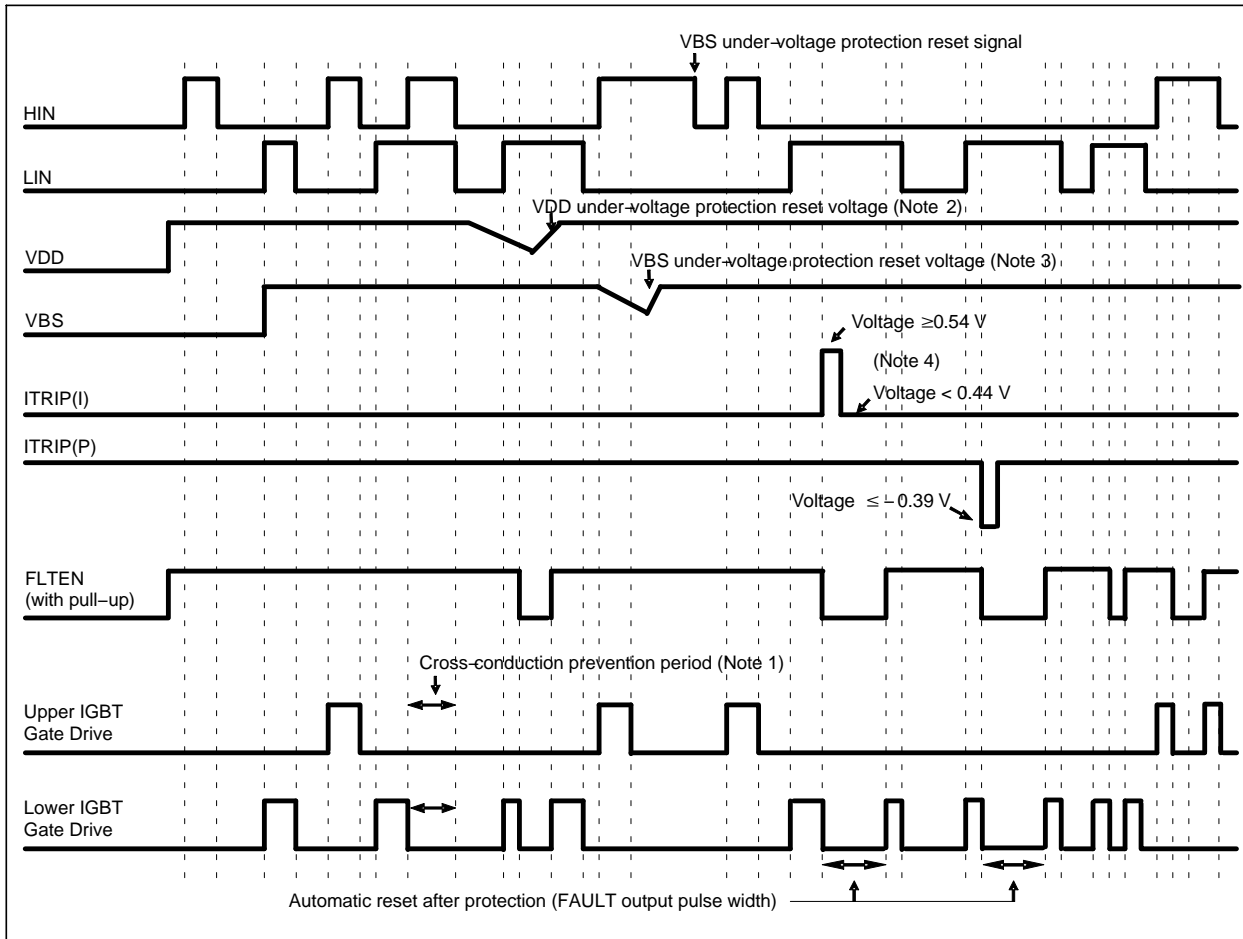 VBS under-voltage protection reset signal
HIN
LIN
VDD under-voltage protection reset voltage (Note 2)
VDD
VBS under-voltage protection reset voltage (Note 3)
VBS
Voltage ≥0.54 V
(Note 4)
Voltage < 0.44 V
ITRIP(I)
ITRIP(P)
Voltage ≤ −0.39 V
FLTEN
(with pull-up)
Cross-conduction prevention period (Note 1)
Upper IGBT
Gate Drive
Lower IGBT
Gate Drive
Automatic reset after protection (FAULT output pulse width)